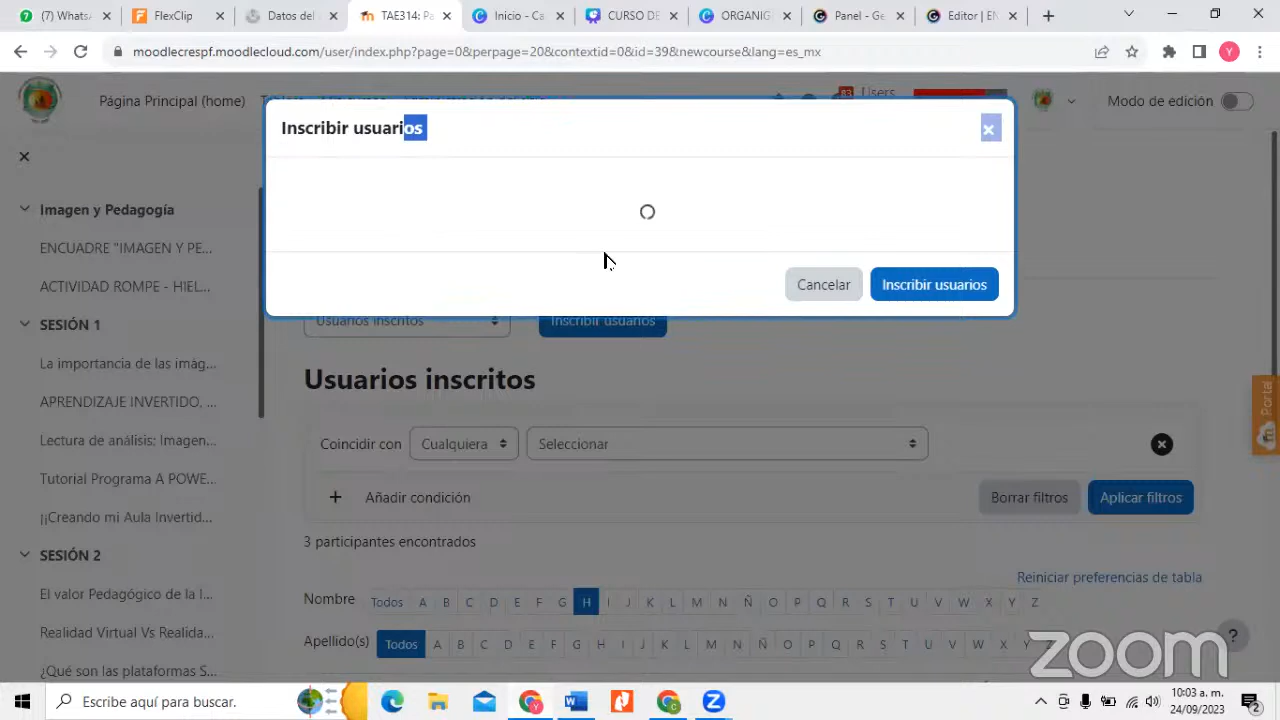 (7) Whats
FlexClip
Datos del
TAE314: Pa
Inicio - Ca
CURSO DE
ORGANIG
Panel - Ge
Editor | EN
moodlecrespf.moodlecloud.com/user/index.php?page=0&perpage=20&contextid=0&id=39&newcourse&lang=es_mx
Página Principal (home)
83
Users
Modo de edición
Inscribir usuarios
Cancelar
Inscribir usuarios
Imagen y Pedagogía
ENCUADRE "IMAGEN Y PE...
ACTIVIDAD ROMPE - HIEL...
SESIÓN 1
La importancia de las imág...
APRENDIZAJE INVERTIDO, ...
Lectura de análisis; Imagen...
Tutorial Programa A POWE...
¡¡Creando mi Aula Invertid...
SESIÓN 2
El valor Pedagógico de la I...
Realidad Virtual Vs Realida...
¿Qué son las plataformas S...
Usuarios inscritos
Inscribir usuarios
Usuarios inscritos
Coincidir con
Cualquiera
Seleccionar
Añadir condición
Borrar filtros
Aplicar filtros
3 participantes encontrados
Reiniciar preferencias de tabla
Nombre Todos A B C D E F G H I J K L M N Ñ O P Q R S T U V W X Y Z
Apellido(s) Todos A B C D E F G H I J K L M N Ñ O P Q R S T U V W X Y Z
Portal
?
zoom
Escribe aquí para buscar.
10:03 a. m.
24/09/2023
2